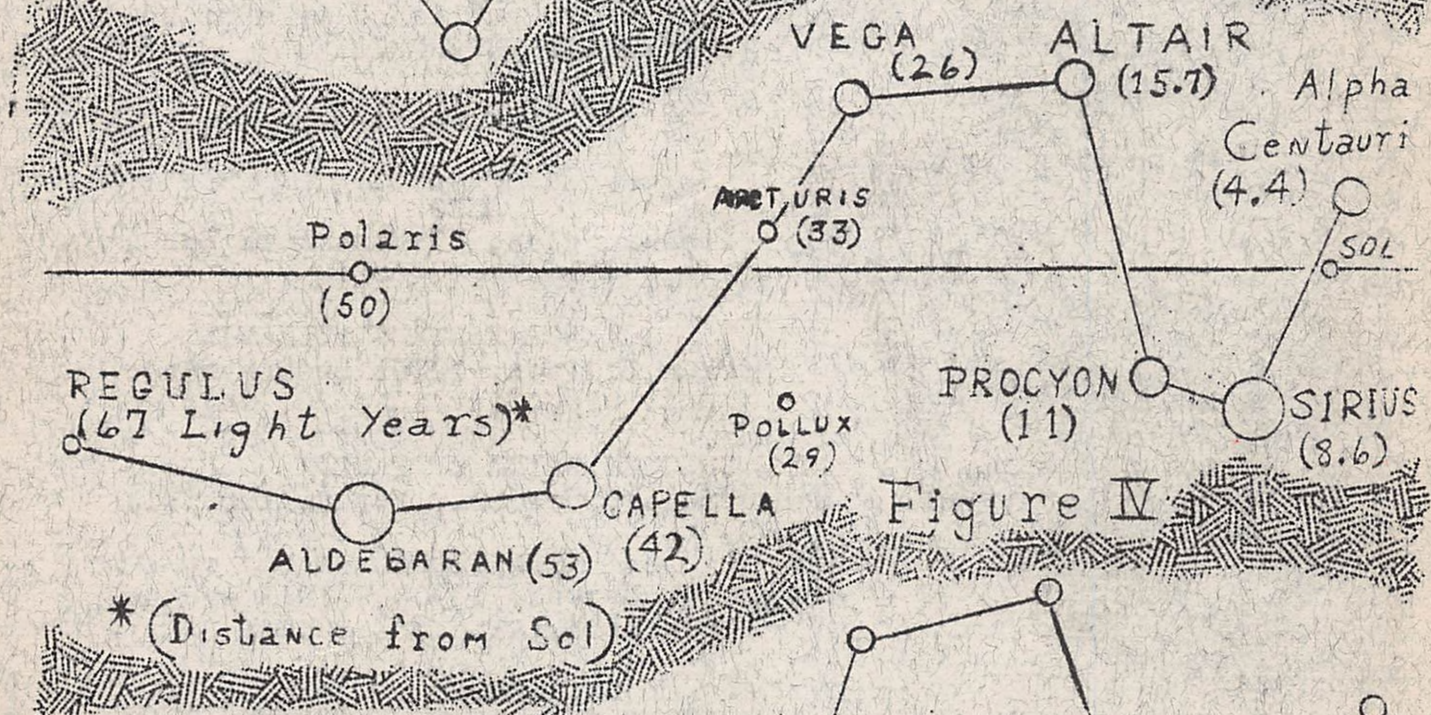 VEGA
(26)
ALTAIR
(15.7)
Alpha
Centauri
(4.4)
ARCTURIS
(33)
Polaris
(50)
SOL
REGULUS
(67 Light Years)*
PROCYON
(11)
SIRIUS
(8.6)
POLLUX
(29)
CAPELLA
(42)
Figure IV
ALDEBARAN (53)
*(Distance from Sol)